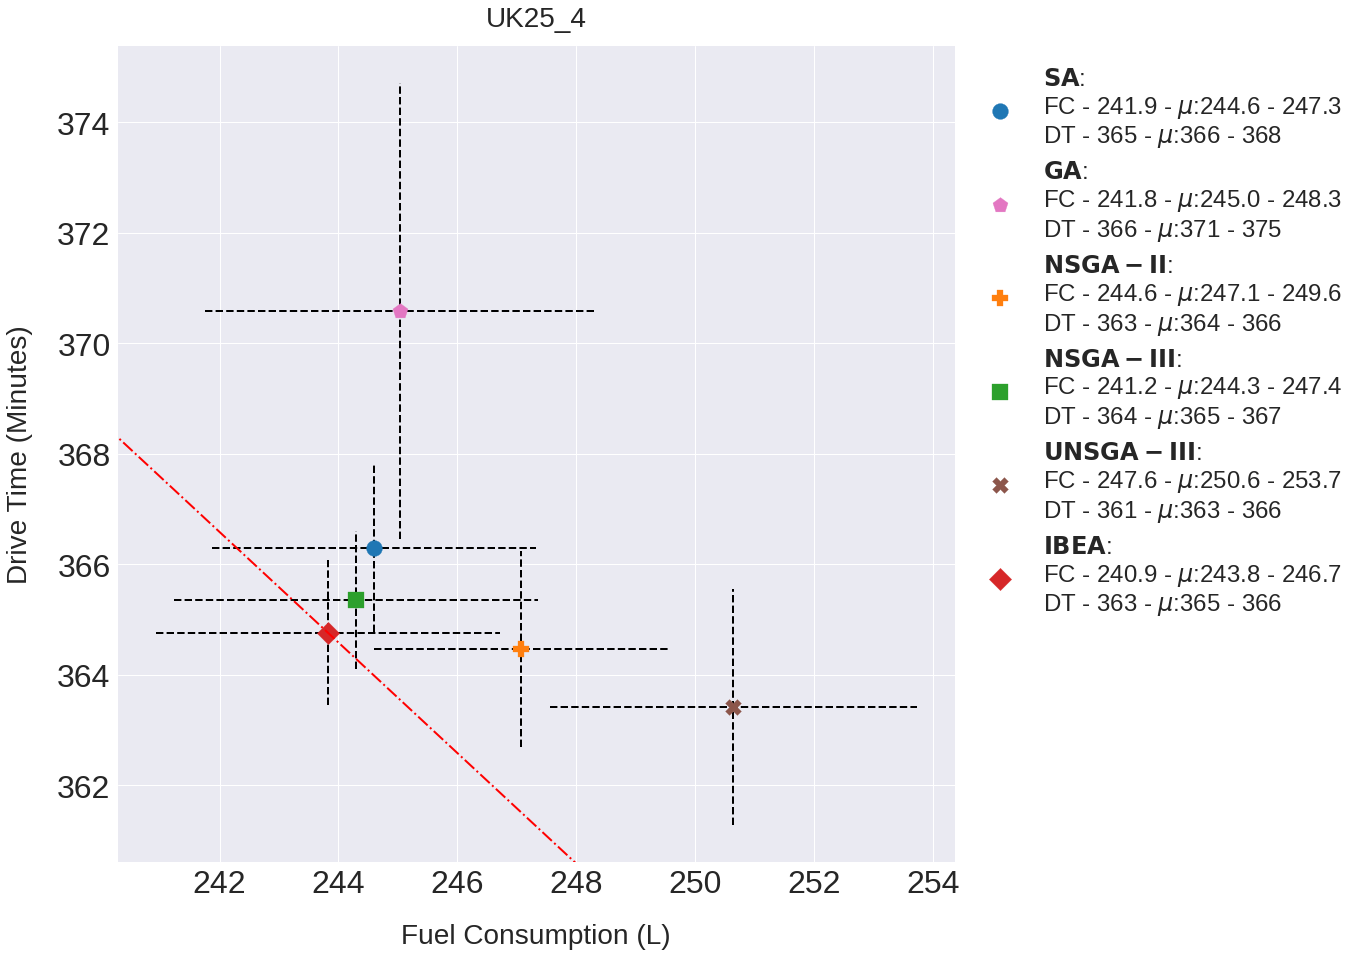 UK25_4
374
372
370
368
366
364
362
Drive Time (Minutes)
242
244
246
248
250
252
254
Fuel Consumption (L)
SA:
FC - 241.9 - μ:244.6 - 247.3
DT - 365 - μ:366 - 368
GA:
FC - 241.8 - μ:245.0 - 248.3
DT - 366 - μ:371 - 375
NSGA − II:
FC - 244.6 - μ:247.1 - 249.6
DT - 363 - μ:364 - 366
NSGA − III:
FC - 241.2 - μ:244.3 - 247.4
DT - 364 - μ:365 - 367
UNSGA − III:
FC - 247.6 - μ:250.6 - 253.7
DT - 361 - μ:363 - 366
IBEA:
FC - 240.9 - μ:243.8 - 246.7
DT - 363 - μ:365 - 366